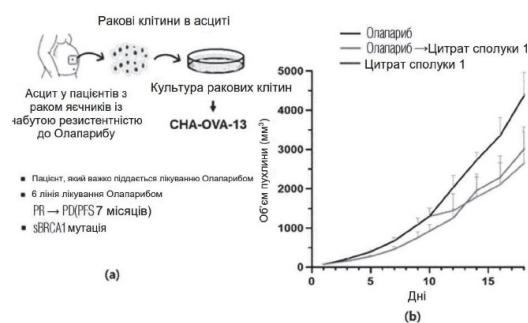 (a)
Ракові клітини в асциті
Асцит у пацієнтів з
раком яєчників із
набутою резистентністю
до Олапарибу
Культура ракових клітин
CHA-OVA-13
▪ Пацієнт, який важко піддається лікуванню Олапарибом
▪ 6 лінія лікування Олапарибом
PR → PD(PFS 7 місяців)
▪ sBRCA1 мутація
(a)
Олапариб
Олапариб→Цитрат сполуки 1
Цитрат сполуки 1
Об'єм пухлини (мм³)
5000
4000
3000
2000
1000
0
0 5 10 15
Дні
(b)